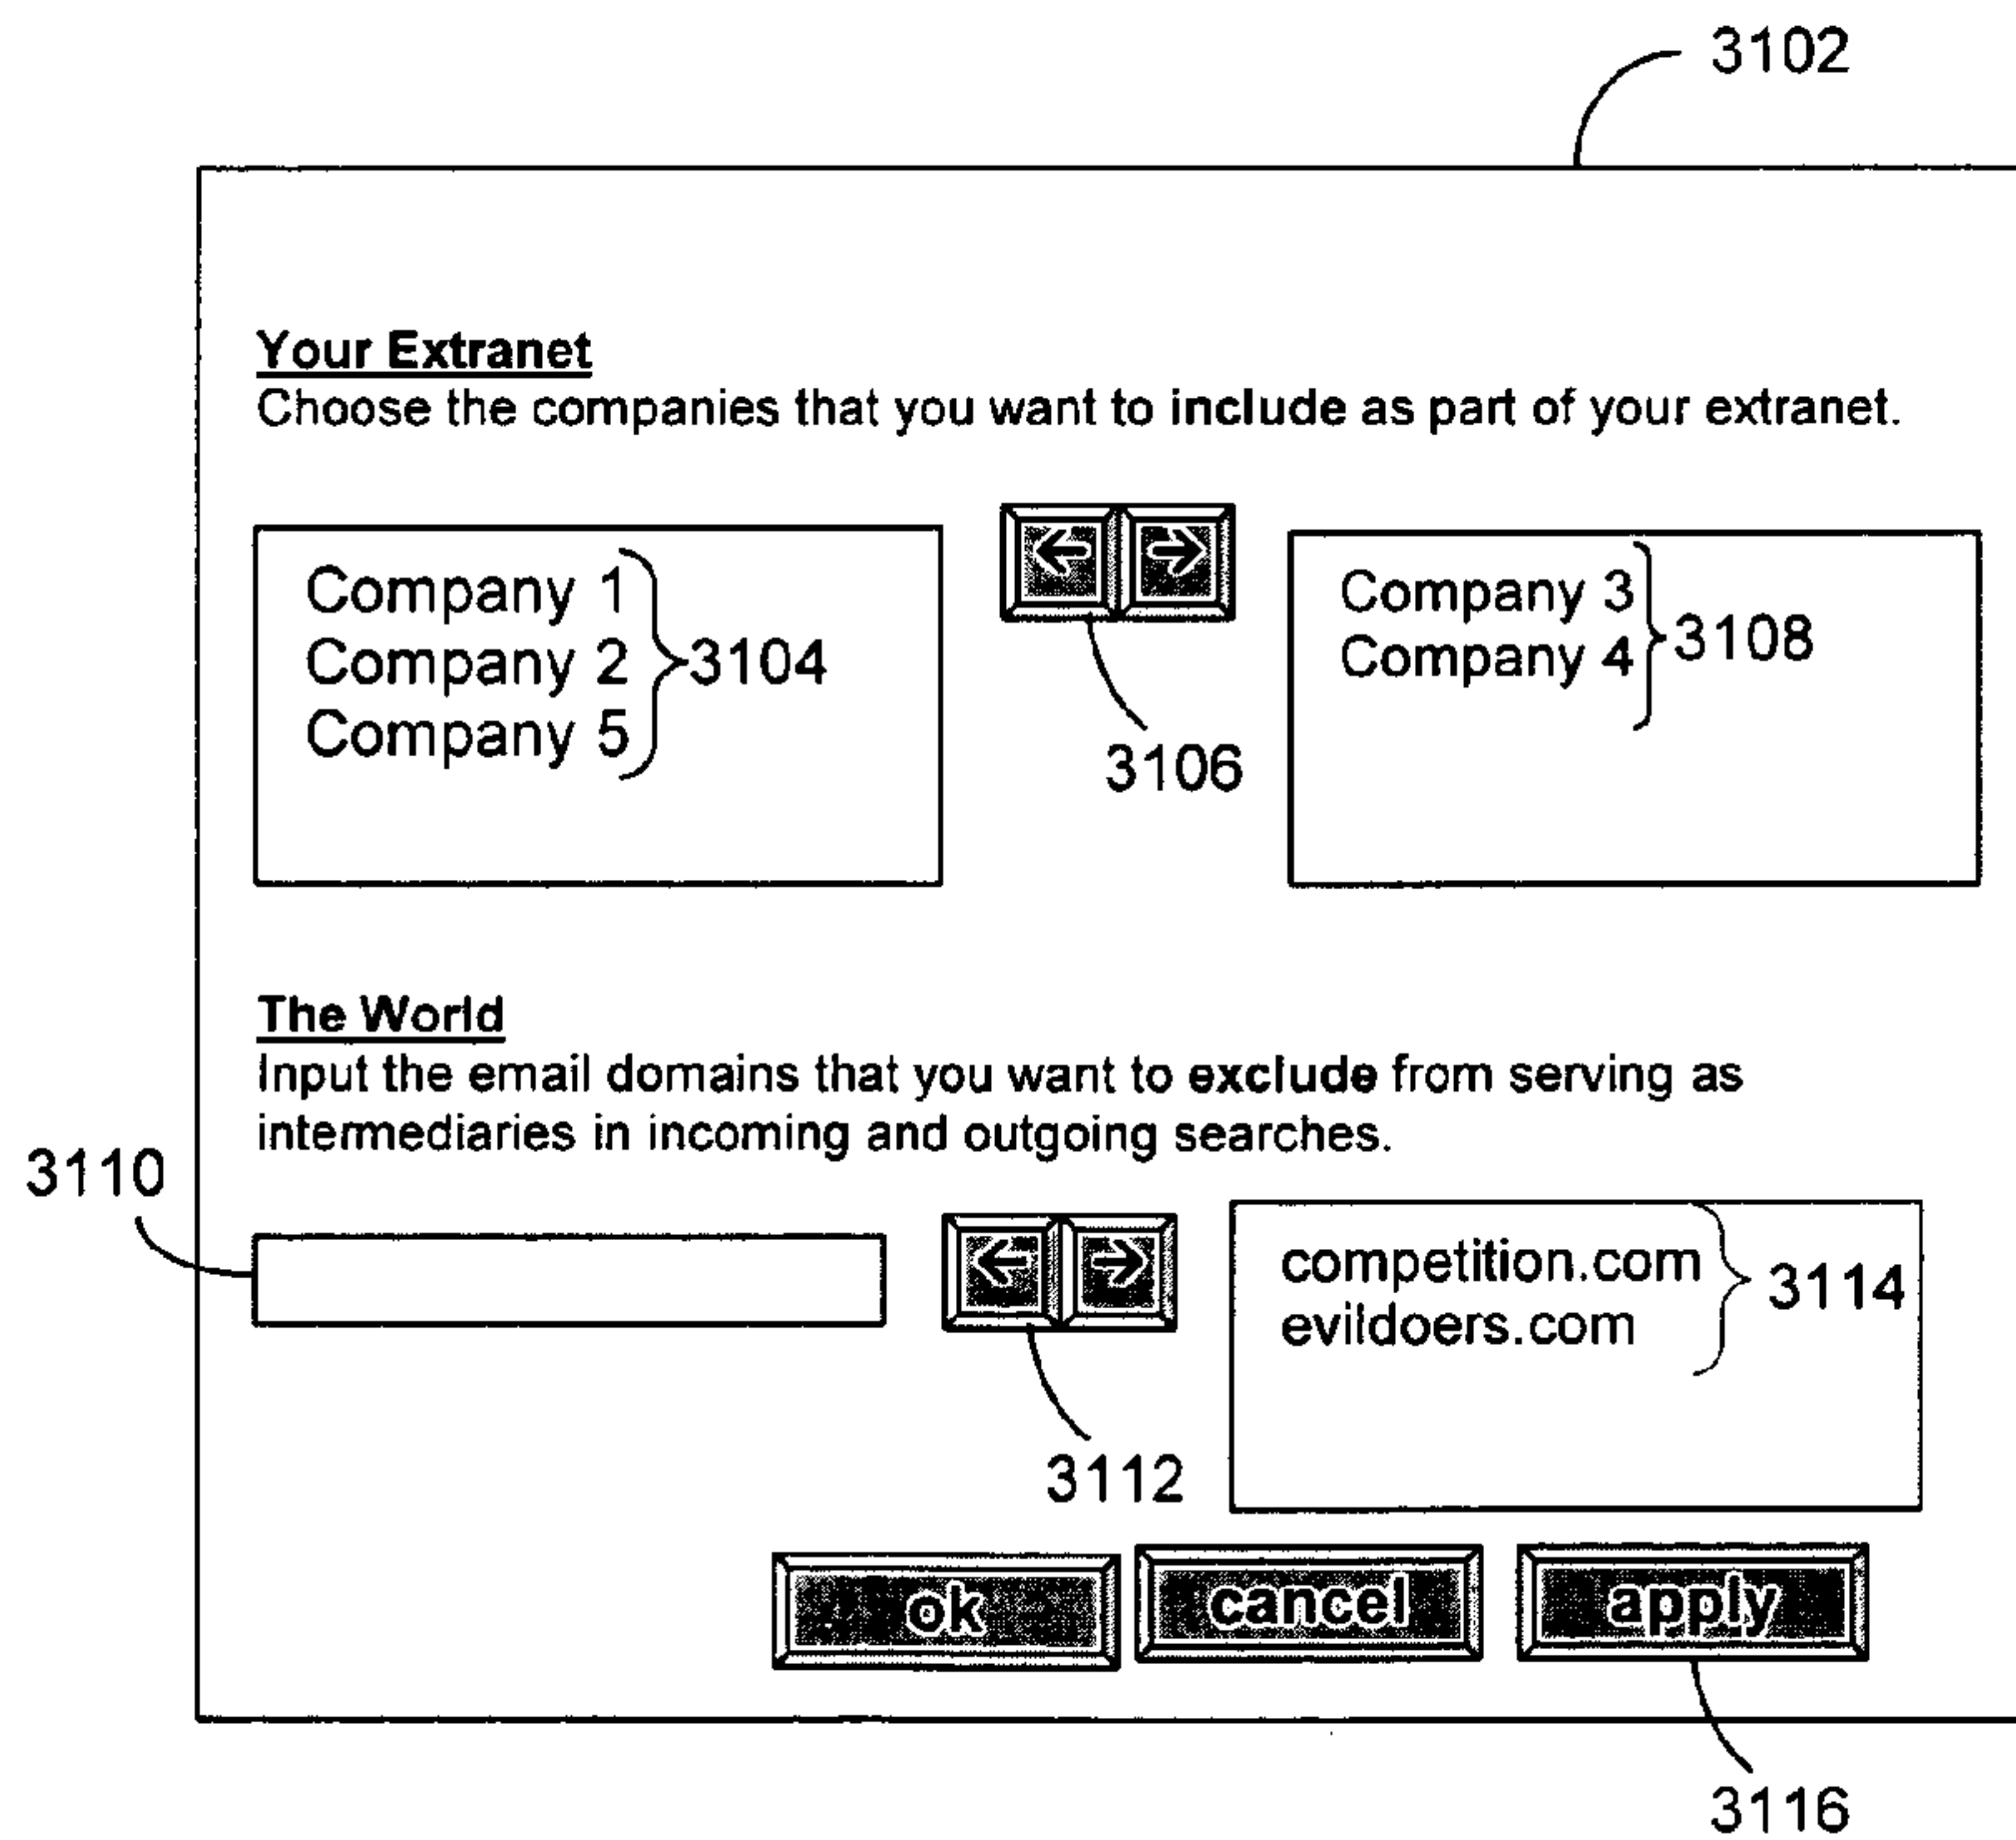 3102
Your Extranet
Choose the companies that you want to include as part of your extranet.
Company 1
Company 2
Company 5
3104
3106
Company 3
Company 4
3108
The World
Input the email domains that you want to exclude from serving as
intermediaries in incoming and outgoing searches.
3110
3112
competition.com
evildoers.com
3114
ok
cancel
apply
3116